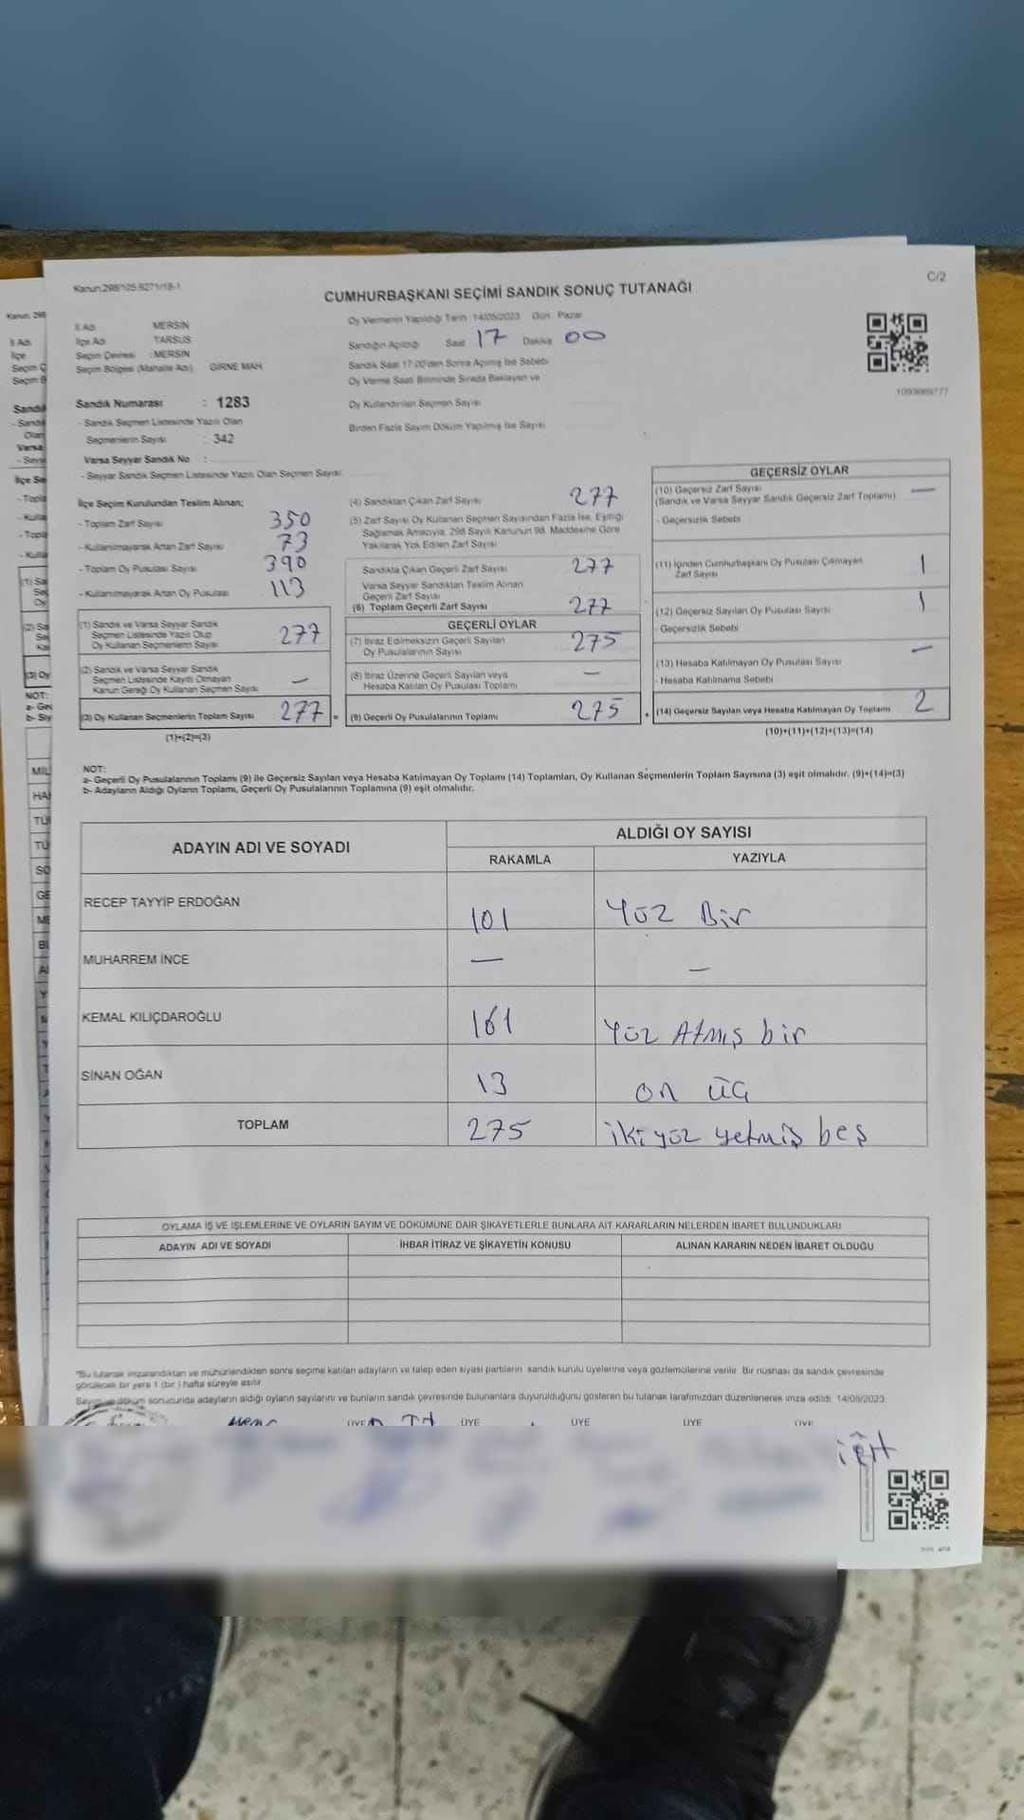 Kanun:298/105 6271/19-1
C/2
CUMHURBAŞKANI SEÇİMİ SANDIK SONUÇ TUTANAĞI
İl Adı MERSİN
İlçe Adı TARSUS
Seçim Çevresi :MERSİN
Seçim Bölgesi (Mahalle Adı) GİRNE MAH.
Sandık Numarası : 1283
- Sandık Seçmen Listesinde Yazılı Olan
Seçmenlerin Sayısı : 342
Varsa Seyyar Sandık No :
- Seyyar Sandık Seçmen Listesinde Yazılı Olan Seçmen Sayısı
Oy Vermenin Yapıldığı Tarih : 14/05/2023 Gün : Pazar
Sandığın Açıldığı Saat 17 Dakika 00
Sandık Saat 17:00'den Sonra Açılmış İse Sebebi
Oy Verme Saati Bitiminde Sırada Bekleyen ve
Oy Kullandırılan Seçmen Sayısı
Birden Fazla Sayım Döküm Yapılmış İse Sayısı
İlçe Seçim Kurulundan Teslim Alınan;
- Toplam Zarf Sayısı 350
- Kullanılmayarak Artan Zarf Sayısı 73
- Toplam Oy Pusulası Sayısı 390
- Kullanılmayarak Artan Oy Pusulası 113
(1) Sandık ve Varsa Seyyar Sandık
Seçmen Listesinde Yazılı Olup
Oy Kullanan Seçmenlerin Sayısı 277
(2) Sandık ve Varsa Seyyar Sandık
Seçmen Listesinde Kayıtlı Olmayan
Kanun Gereği Oy Kullanan Seçmen Sayısı —
(3) Oy Kullanan Seçmenlerin Toplam Sayısı 277 =
(1)+(2)=(3)
(4) Sandıktan Çıkan Zarf Sayısı 277
(5) Zarf Sayısı Oy Kullanan Seçmen Sayısından Fazla İse, Eşitliği
Sağlamak Amacıyla, 298 Sayılı Kanunun 98. Maddesine Göre
Yakılarak Yok Edilen Zarf Sayısı
Sandıkta Çıkan Geçerli Zarf Sayısı 277
Varsa Seyyar Sandıktan Teslim Alınan
Geçerli Zarf Sayısı
(6) Toplam Geçerli Zarf Sayısı 277
GEÇERLİ OYLAR
(7) İtiraz Edilmeksizin Geçerli Sayılan
Oy Pusulalarının Sayısı 275
(8) İtiraz Üzerine Geçerli Sayılan veya
Hesaba Katılan Oy Pusulası Toplamı —
(9) Geçerli Oy Pusulalarının Toplamı 275 +
GEÇERSİZ OYLAR
(10) Geçersiz Zarf Sayısı —
(Sandık ve Varsa Seyyar Sandık Geçersiz Zarf Toplamı)
- Geçersizlik Sebebi
(11) İçinden Cumhurbaşkanı Oy Pusulası Çıkmayan
Zarf Sayısı 1
(12) Geçersiz Sayılan Oy Pusulası Sayısı 1
- Geçersizlik Sebebi
(13) Hesaba Katılmayan Oy Pusulası Sayısı —
- Hesaba Katılmama Sebebi
(14) Geçersiz Sayılan veya Hesaba Katılmayan Oy Toplamı 2
(10)+(11)+(12)+(13)=(14)
NOT:
a- Geçerli Oy Pusulalarının Toplamı (9) ile Geçersiz Sayılan veya Hesaba Katılmayan Oy Toplamı (14) Toplamları, Oy Kullanan Seçmenlerin Toplam Sayısına (3) eşit olmalıdır. (9)+(14)=(3)
b- Adayların Aldığı Oyların Toplamı, Geçerli Oy Pusulalarının Toplamına (9) eşit olmalıdır.
ADAYIN ADI VE SOYADI ALDIĞI OY SAYISI
RAKAMLA YAZIYLA
RECEP TAYYİP ERDOĞAN 101 Yüz Bir
MUHARREM İNCE — —
KEMAL KILIÇDAROĞLU 161 Yüz Atmış bir
SİNAN OĞAN 13 on üç
TOPLAM 275 iki yüz yetmiş beş
OYLAMA İŞ VE İŞLEMLERİNE VE OYLARIN SAYIM VE DÖKÜMÜNE DAİR ŞİKAYETLERLE BUNLARA AİT KARARLARIN NELERDEN İBARET BULUNDUKLARI
ADAYIN ADI VE SOYADI İHBAR İTİRAZ VE ŞİKAYETİN KONUSU ALINAN KARARIN NEDEN İBARET OLDUĞU
*Bu tutanak imzalandıktan ve mühürlendikten sonra seçime katılan adayların ve talep eden siyasi partilerin sandık kurulu üyelerine veya gözlemcilerine verilir. Bir nüshası da sandık çevresinde
görülecek bir yere 1 (bir) hafta süreyle asılır.
sonucunda adayların aldığı oyların sayılarını ve bunların sandık çevresinde bulunanlara duyurulduğunu gösteren bu tutanak tarafımızdan düzenlenerek imza edildi. 14/05/2023
ÜYE ÜYE ÜYE ÜYE